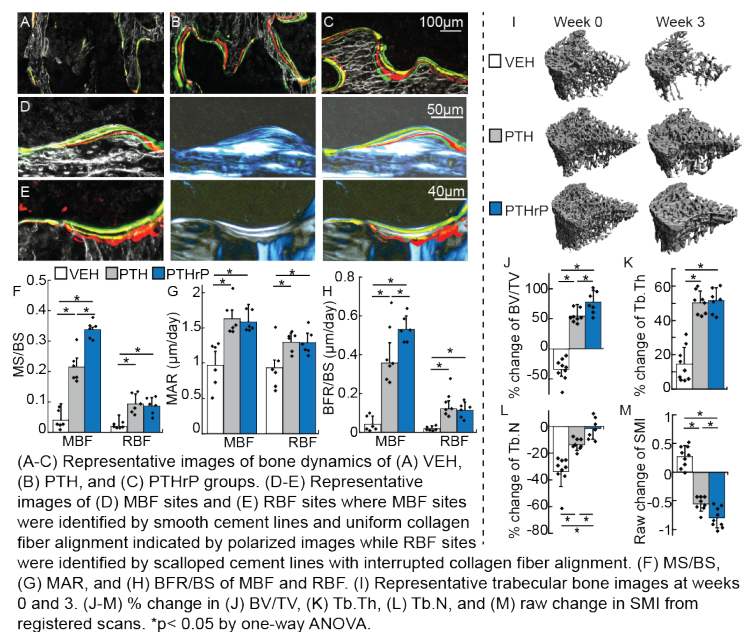 A
B
C
100µm
D
50µm
E
40µm
I
Week 0
Week 3
VEH
PTH
PTHrP
VEH PTH PTHrP
F
MS/BS
0.5
0.4
0.3
0.2
0.1
0
* * *
* *
MBF RBF
G
MAR (µm/day)
3
2
1
0
* *
* *
MBF RBF
H
BFR/BS (µm/day)
0.8
0.6
0.4
0.2
0
* * *
* *
MBF RBF
J
% change of BV/TV
100
50
0
-50
* * *
K
% change of Tb.Th
60
40
20
0
* *
L
% change of Tb.N
0
-20
-40
-60
-80
* * *
M
Raw change of SMI
0.5
0
-0.5
-1
* * *
(A-C) Representative images of bone dynamics of (A) VEH,
(B) PTH, and (C) PTHrP groups. (D-E) Representative
images of (D) MBF sites and (E) RBF sites where MBF sites
were identified by smooth cement lines and uniform collagen
fiber alignment indicated by polarized images while RBF sites
were identified by scalloped cement lines with interrupted collagen fiber alignment. (F) MS/BS,
(G) MAR, and (H) BFR/BS of MBF and RBF. (I) Representative trabecular bone images at weeks
0 and 3. (J-M) % change in (J) BV/TV, (K) Tb.Th, (L) Tb.N, and (M) raw change in SMI from
registered scans. *p< 0.05 by one-way ANOVA.